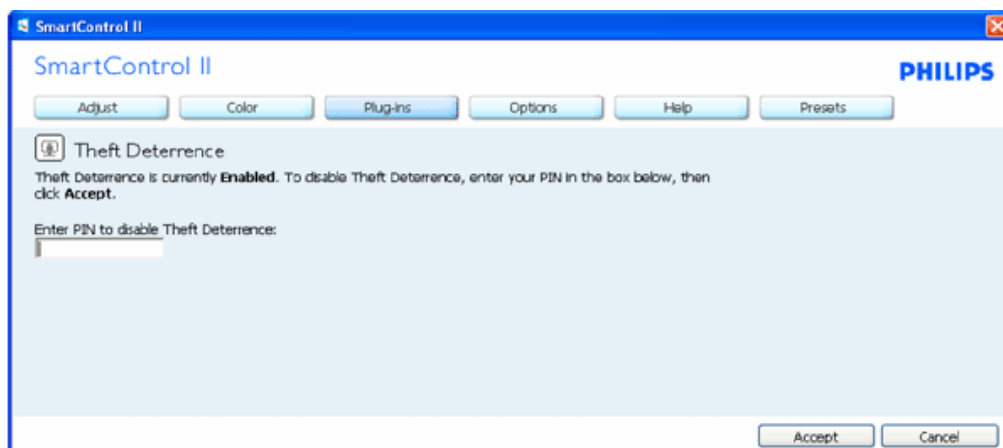 SmartControl II
SmartControl II
PHILIPS
Adjust Color Plug-ins Options Help Presets
Theft Deterrence
Theft Deterrence is currently Enabled. To disable Theft Deterrence, enter your PIN in the box below, then
click Accept.
Enter PIN to disable Theft Deterrence:
Accept Cancel